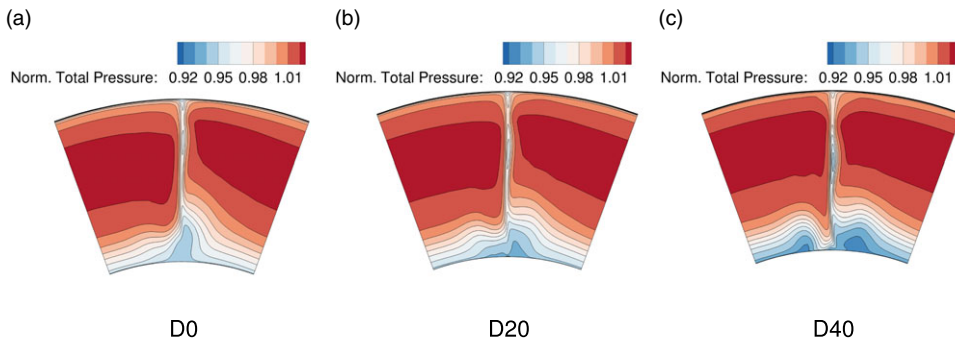 (a)
(b)
(c)
Norm. Total Pressure: 0.92 0.95 0.98 1.01
Norm. Total Pressure: 0.92 0.95 0.98 1.01
Norm. Total Pressure: 0.92 0.95 0.98 1.01
D0
D20
D40